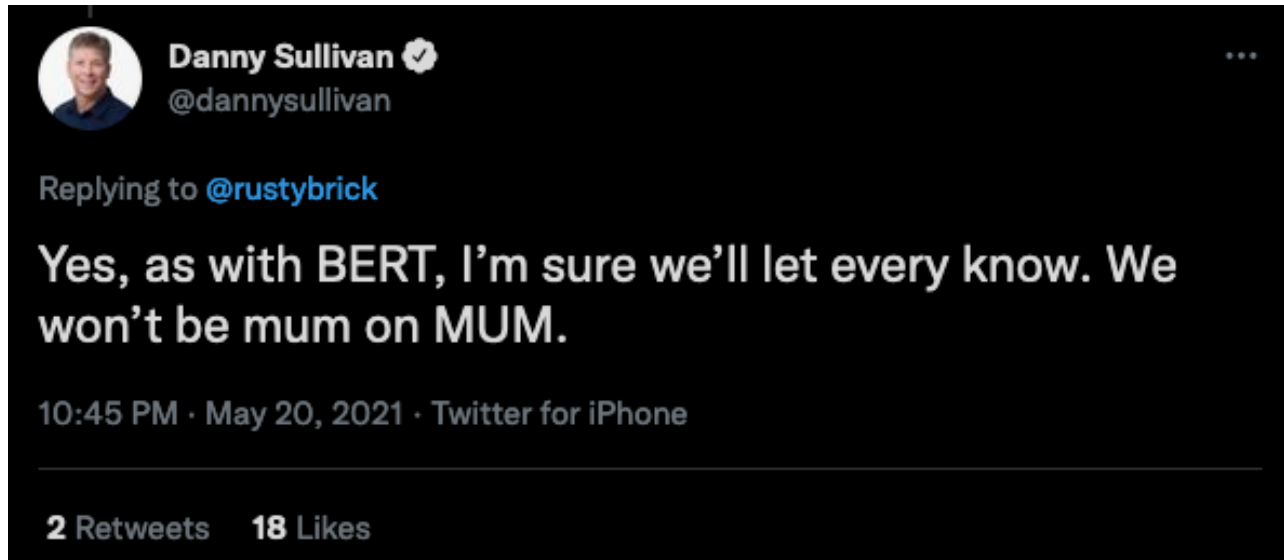 Danny Sullivan
@dannysullivan
Replying to @rustybrick
Yes, as with BERT, I’m sure we’ll let every know. We
won’t be mum on MUM.
10:45 PM · May 20, 2021 · Twitter for iPhone
2 Retweets 18 Likes